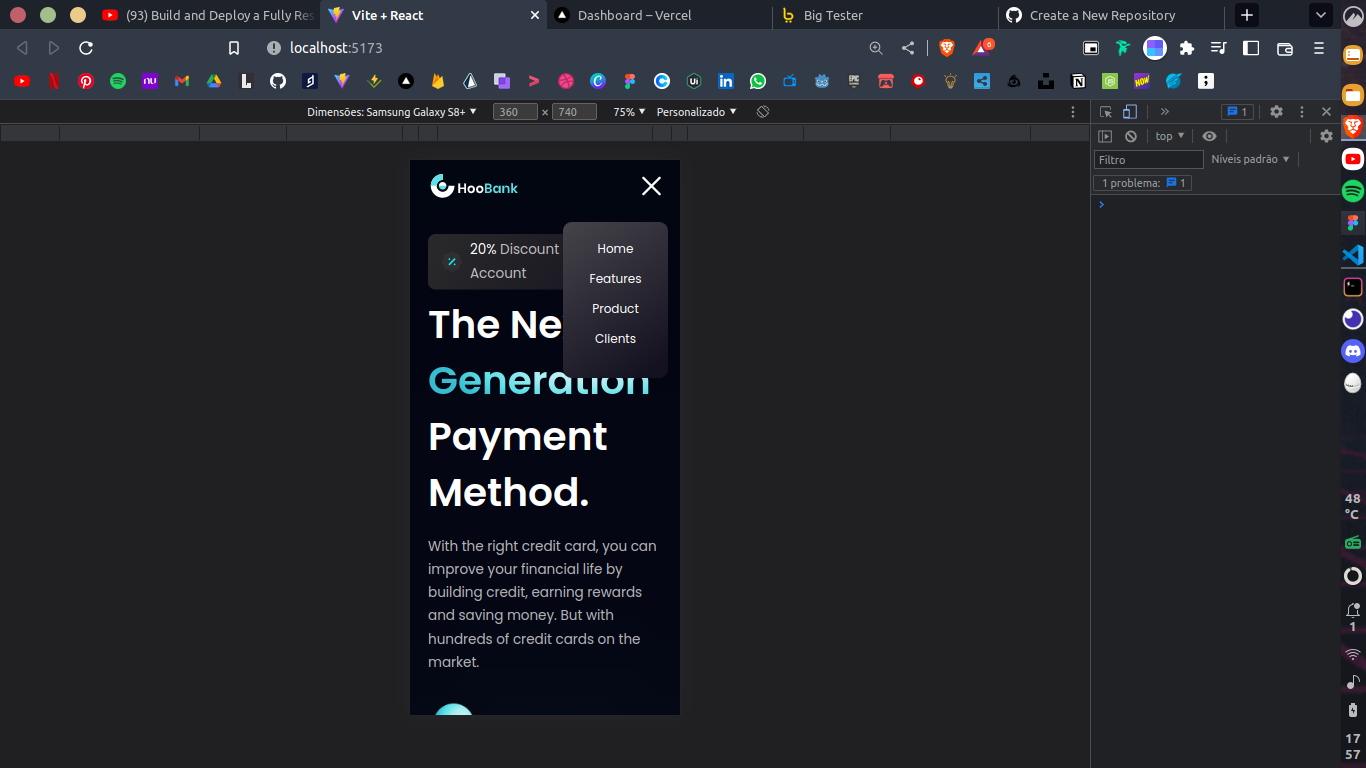 (93) Build and Deploy a Fully Res
Vite + React
Dashboard – Vercel
Big Tester
Create a New Repository
localhost:5173
6
Dimensões: Samsung Galaxy S8+ ▼
360 × 740
75% ▼
Personalizado ▼
1
top ▼
Filtro
Níveis padrão ▼
1 problema: 1
HooBank
20% Discount
Account
Home
Features
Product
Clients
The Ne
Generation
Payment
Method.
With the right credit card, you can
improve your financial life by
building credit, earning rewards
and saving money. But with
hundreds of credit cards on the
market.
48
°C
1
17
57